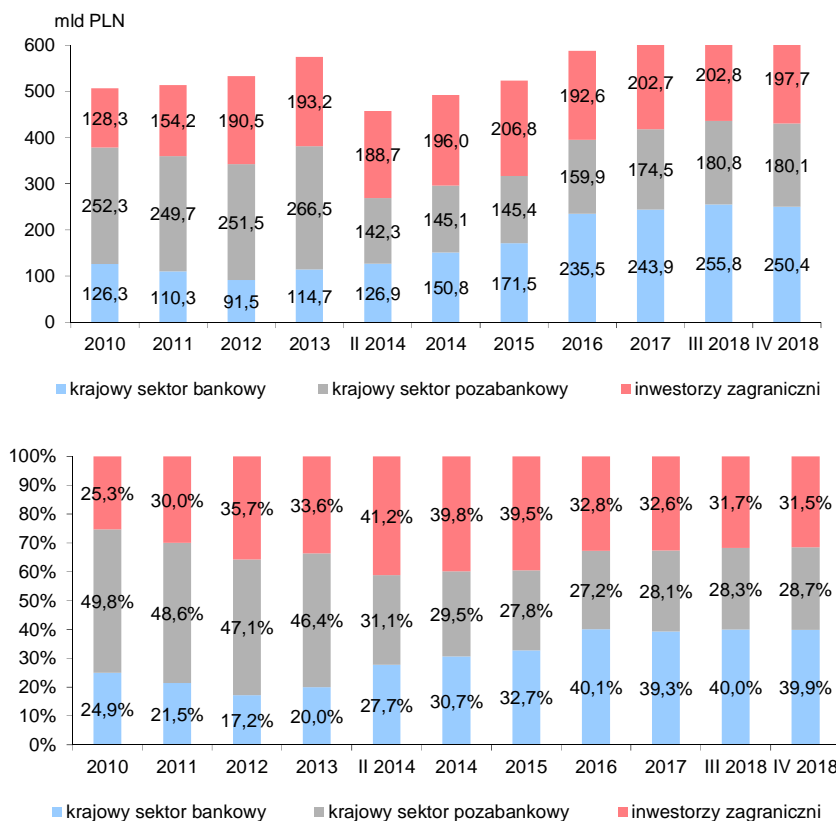 mld PLN
600
500
400
300
200
100
0
128,3 154,2 190,5 193,2 188,7 196,0 206,8 192,6 202,7 202,8 197,7
252,3 249,7 251,5 266,5 142,3 145,1 145,4 159,9 174,5 180,8 180,1
126,3 110,3 91,5 114,7 126,9 150,8 171,5 235,5 243,9 255,8 250,4
2010 2011 2012 2013 II 2014 2014 2015 2016 2017 III 2018 IV 2018
krajowy sektor bankowy krajowy sektor pozabankowy inwestorzy zagraniczni
100%
90%
80%
70%
60%
50%
40%
30%
20%
10%
0%
25,3% 30,0% 35,7% 33,6% 41,2% 39,8% 39,5% 32,8% 32,6% 31,7% 31,5%
49,8% 48,6% 47,1% 46,4% 31,1% 29,5% 27,8% 27,2% 28,1% 28,3% 28,7%
24,9% 21,5% 17,2% 20,0% 27,7% 30,7% 32,7% 40,1% 39,3% 40,0% 39,9%
2010 2011 2012 2013 II 2014 2014 2015 2016 2017 III 2018 IV 2018
krajowy sektor bankowy krajowy sektor pozabankowy inwestorzy zagraniczni